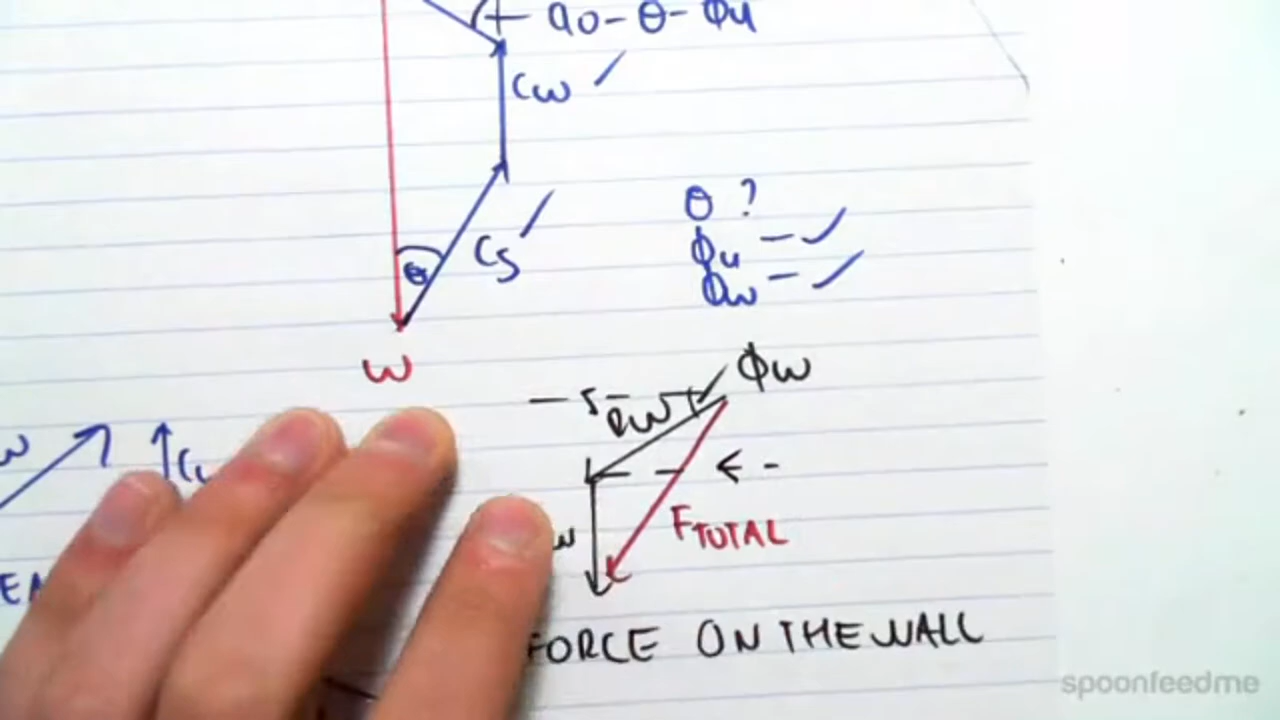 90-θ-ϕu
Cw
θ
Cs
θ ?
ϕu - ✓
ϕw - ✓
W
ϕw
RW
FTOTAL
FORCE ON THE WALL
spoonfeedme